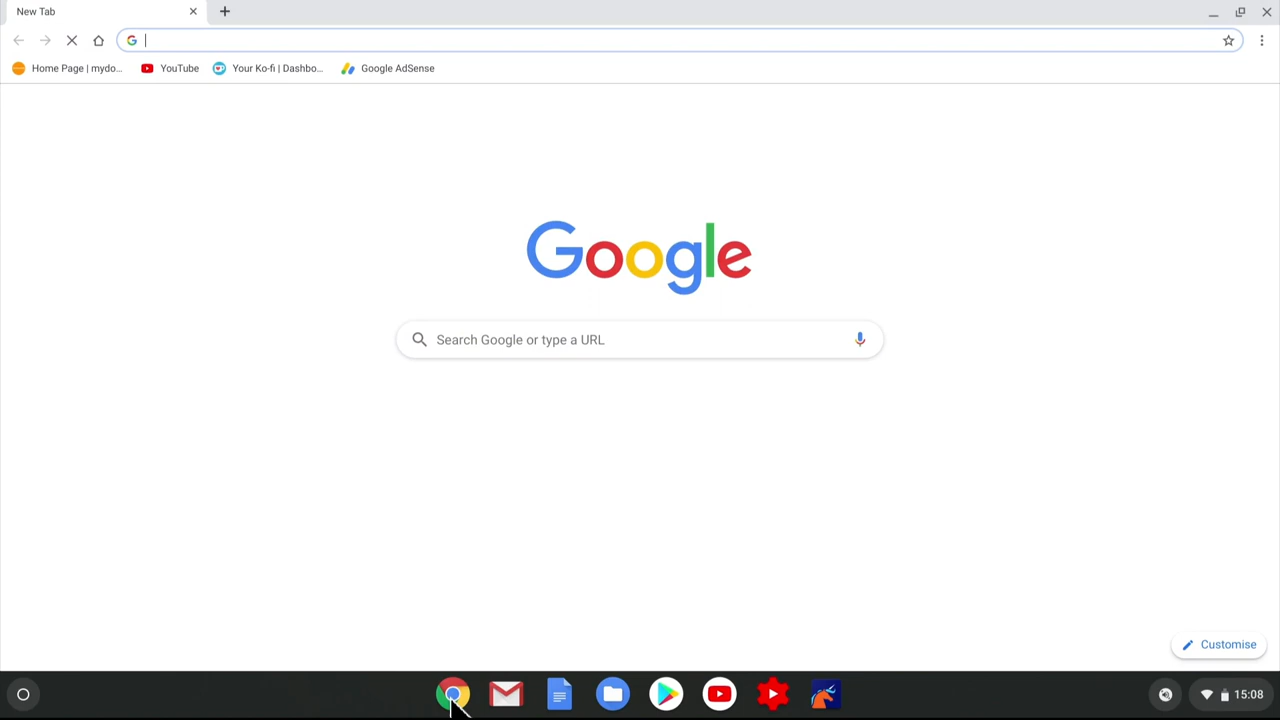 New Tab
Home Page | mydo...
YouTube
Your Ko-fi | Dashbo...
Google AdSense
Google
Search Google or type a URL
Customise
15:08